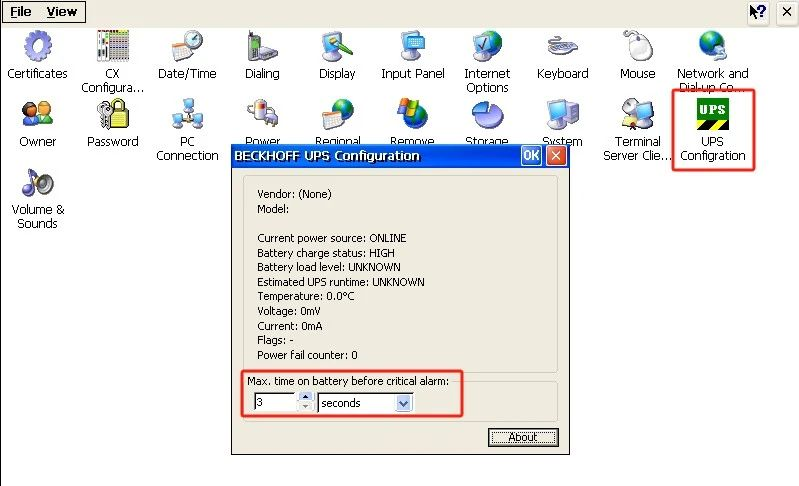 File View
Certificates
CX
Configura...
Date/Time
Dialing
Display
Input Panel
Internet
Options
Keyboard
Mouse
Network and
Dial-up Co...
Owner
Password
PC
Connection
Power
Regional
Remove
Storage
System
Terminal
Server Clie...
UPS
UPS
Configration
Volume &
Sounds
BECKHOFF UPS Configuration OK
Vendor: (None)
Model:
Current power source: ONLINE
Battery charge status: HIGH
Battery load level: UNKNOWN
Estimated UPS runtime: UNKNOWN
Temperature: 0.0°C
Voltage: 0mV
Current: 0mA
Flags: -
Power fail counter: 0
Max. time on battery before critical alarm:
3 seconds
About